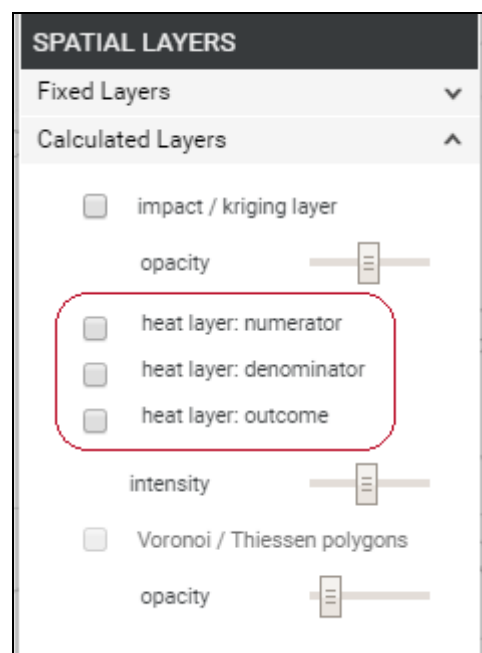 SPATIAL LAYERS
Fixed Layers
Calculated Layers
impact / kriging layer
opacity
heat layer: numerator
heat layer: denominator
heat layer: outcome
intensity
Voronoi / Thiessen polygons
opacity